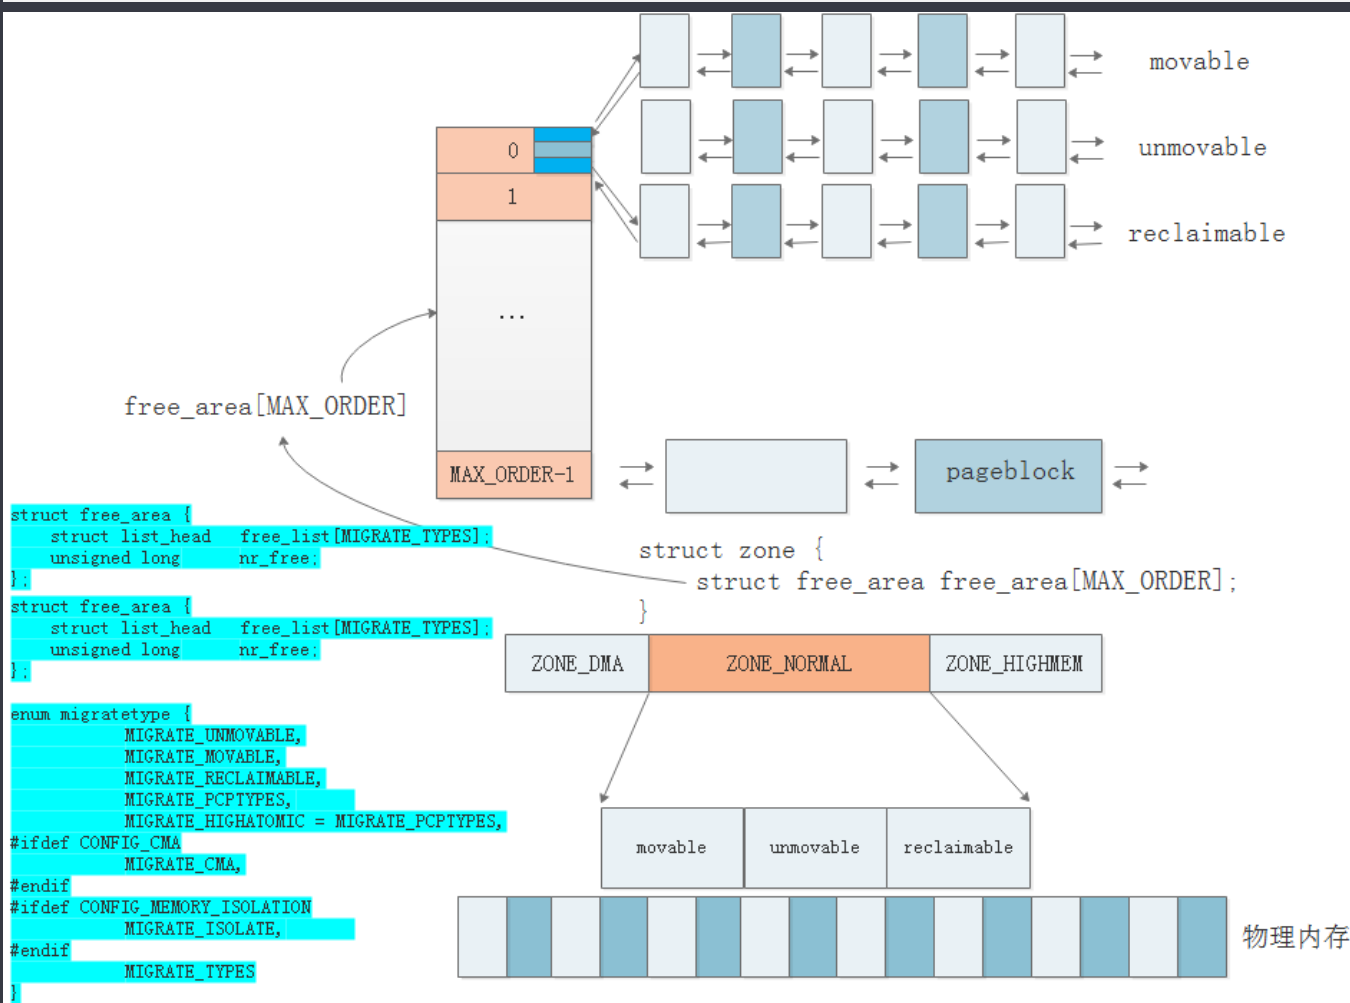 movable
unmovable
reclaimable
0
1
...
MAX_ORDER-1
free_area[MAX_ORDER]
pageblock
struct free_area {
struct list_head free_list[MIGRATE_TYPES];
unsigned long nr_free;
};
struct free_area {
struct list_head free_list[MIGRATE_TYPES];
unsigned long nr_free;
};
enum migratetype {
MIGRATE_UNMOVABLE,
MIGRATE_MOVABLE,
MIGRATE_RECLAIMABLE,
MIGRATE_PCPTYPES,
MIGRATE_HIGHATOMIC = MIGRATE_PCPTYPES,
#ifdef CONFIG_CMA
MIGRATE_CMA,
#endif
#ifdef CONFIG_MEMORY_ISOLATION
MIGRATE_ISOLATE,
#endif
MIGRATE_TYPES
}
struct zone {
struct free_area free_area[MAX_ORDER];
}
ZONE_DMA
ZONE_NORMAL
ZONE_HIGHMEM
movable
unmovable
reclaimable
物理内存